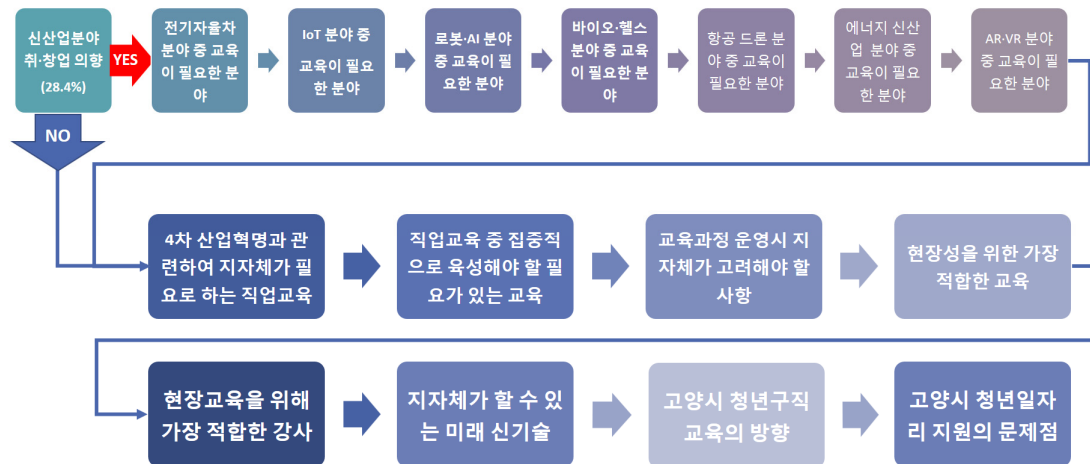 신산업분야
취·창업 의향
(28.4%)
YES
전기자율차
분야 중 교육
이 필요한 분
야
IoT 분야 중
교육이 필요
한 분야
로봇·AI 분야
중 교육이 필
요한 분야
바이오·헬스
분야 중 교육
이 필요한 분
야
항공 드론 분
야 중 교육이
필요한 분야
에너지 신산
업 분야 중
교육이 필요
한 분야
AR·VR 분야
중 교육이 필
요한 분야
NO
4차 산업혁명과 관
련하여 지자체가 필
요로 하는 직업교육
직업교육 중 집중적
으로 육성해야 할 필
요가 있는 교육
교육과정 운영시 지
자체가 고려해야 할
사항
현장성을 위한 가장
적합한 교육
현장교육을 위해
가장 적합한 강사
지자체가 할 수 있
는 미래 신기술
고양시 청년구직
교육의 방향
고양시 청년일자
리 지원의 문제점